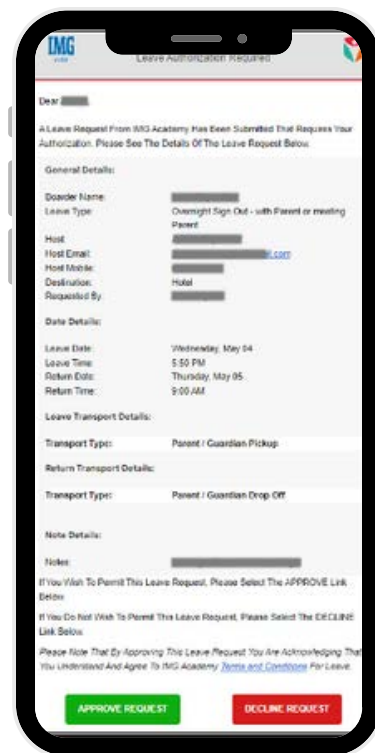 IMG
Leave Authorization Required
Dear
A Leave Request From IMG Academy Has Been Submitted That Requires Your
Authorization. Please See The Details Of The Leave Request Below.
General Details:
Boarder Name:
Leave Type: Overnight Sign Out - with Parent or meeting
Parent
Host:
Host Email: .com
Host Mobile:
Destination: Hotel
Requested By:
Date Details:
Leave Date: Wednesday, May 04
Leave Time: 5:50 PM
Return Date: Thursday, May 05
Return Time: 9:00 AM
Leave Transport Details:
Transport Type: Parent / Guardian Pickup
Return Transport Details:
Transport Type: Parent / Guardian Drop Off
Note Details:
Notes:
If You Wish To Permit This Leave Request, Please Select The APPROVE Link
Below.
If You Do Not Wish To Permit This Leave Request, Please Select The DECLINE
Link Below.
Please Note That By Approving This Leave Request You Are Acknowledging That
You Understand And Agree To IMG Academy Terms and Conditions For Leave.
APPROVE REQUEST
DECLINE REQUEST